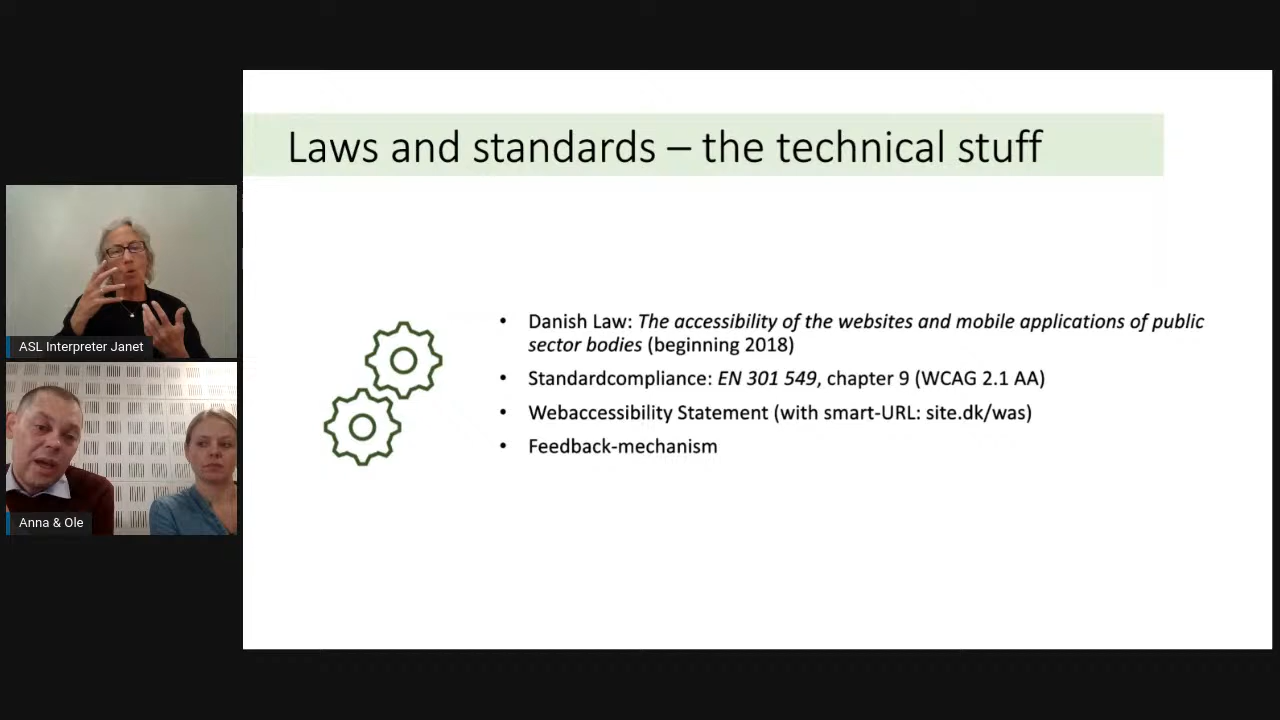 Laws and standards – the technical stuff
• Danish Law: The accessibility of the websites and mobile applications of public
sector bodies (beginning 2018)
• Standardcompliance: EN 301 549, chapter 9 (WCAG 2.1 AA)
• Webaccessibility Statement (with smart-URL: site.dk/was)
• Feedback-mechanism
ASL Interpreter Janet
Anna & Ole